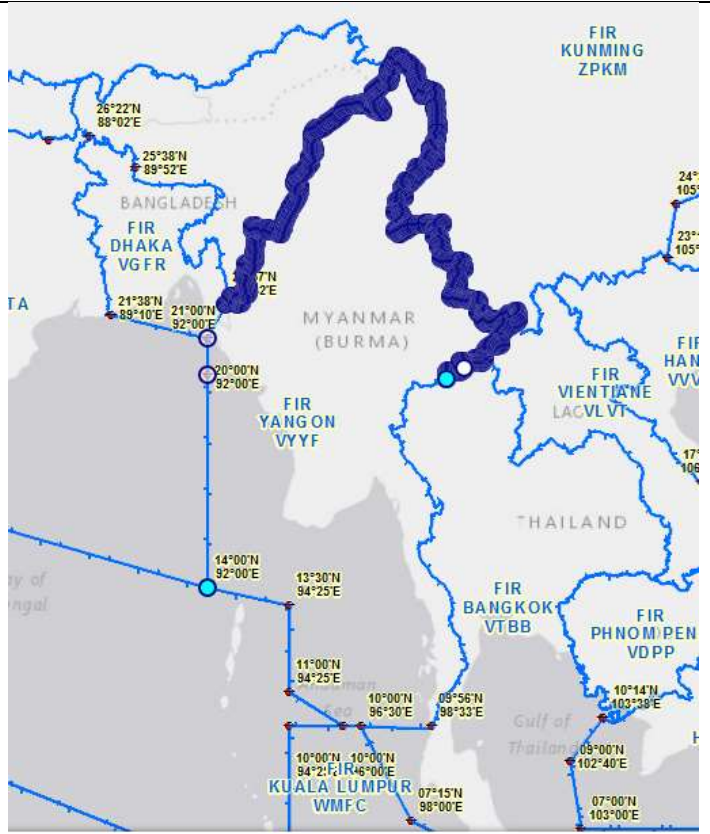 FIR
KUNMING
ZPKM
26°22'N
88°02'E
25°38'N
89°52'E
BANGLADESH
FIR
DHAKA
VGFR
TA
21°38'N
89°10'E
21°00'N
92°00'E
MYANMAR
(BURMA)
20°00'N
92°00'E
FIR
YANGON
VYYF
FIR
VIENTIANE
VLVT
THAILAND
14°00'N
92°00'E
13°30'N
94°25'E
FIR
BANGKOK
VTBB
FIR
PHNOM PEN
VDPP
11°00'N
94°25'E
10°00'N
96°30'E
09°56'N
98°33'E
10°14'N
103°38'E
Gulf of
Thailand
09°00'N
102°40'E
10°00'N
FIR
KUALA LUMPUR
WMFC
07°15'N
98°00'E
07°00'N
103°00'E